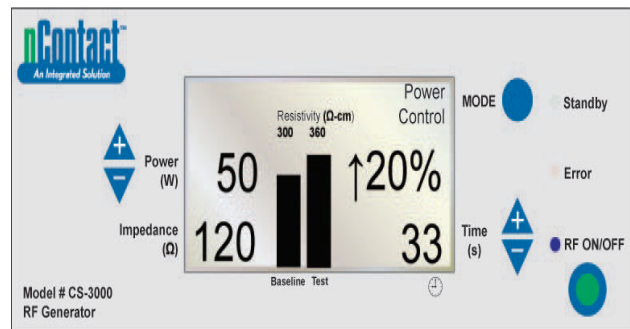 nContact™
An Integrated Solution
Power
Control
Resistivity (Ω-cm)
300 360
MODE
Standby
Power
(W)
50
↑20%
Error
Impedance
(Ω)
120
33
Time
(s)
RF ON/OFF
Baseline Test
Model # CS-3000
RF Generator